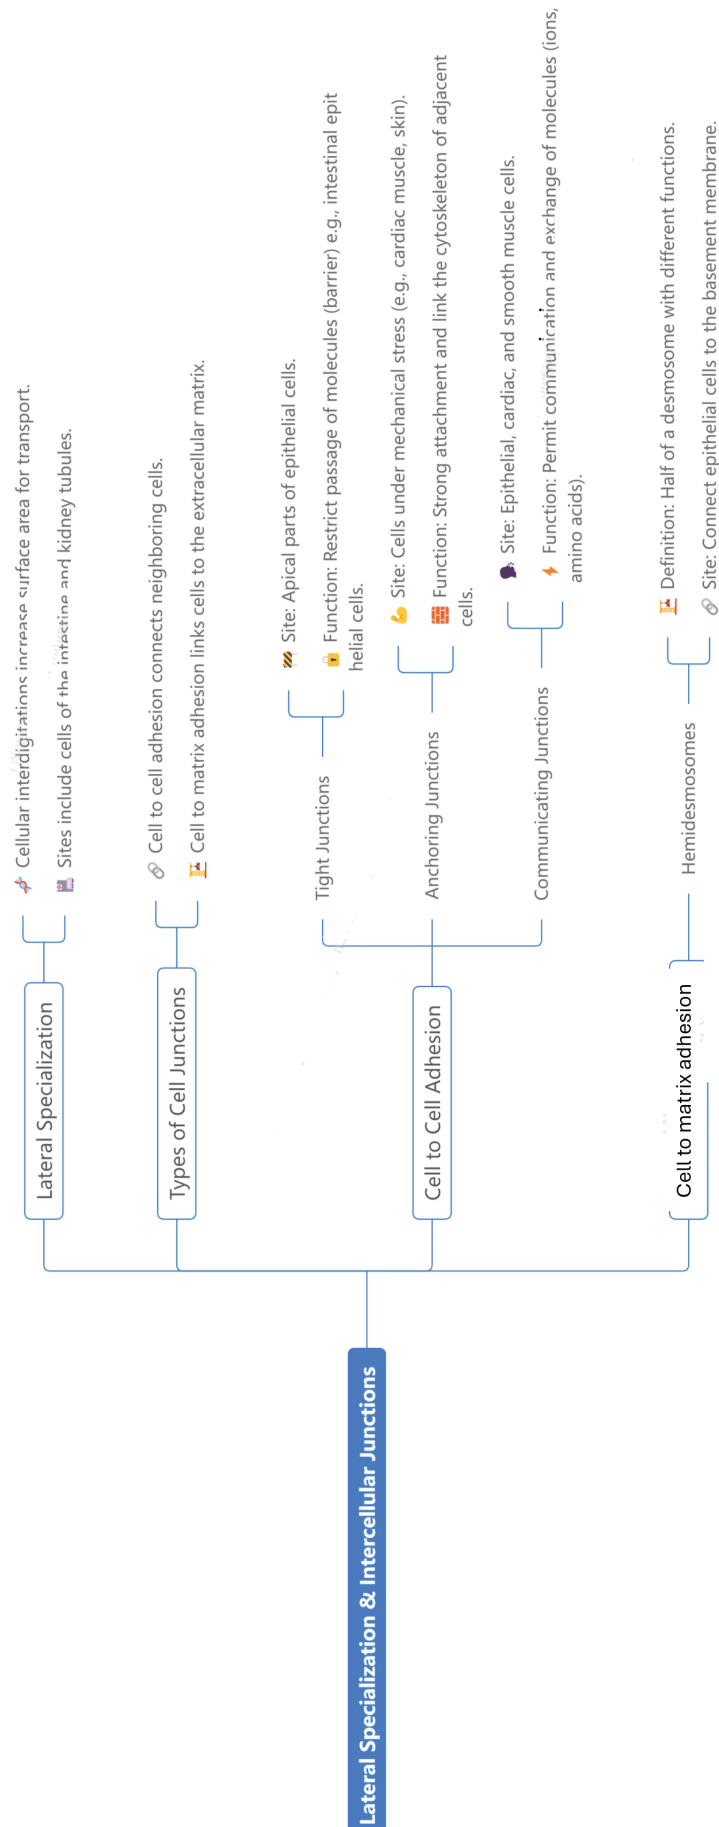 Lateral Specialization & Intercellular Junctions
Lateral Specialization
Cellular interdigitations increase surface area for transport.
Sites include cells of the intestine and kidney tubules.
Types of Cell Junctions
Cell to cell adhesion connects neighboring cells.
Cell to matrix adhesion links cells to the extracellular matrix.
Cell to Cell Adhesion
Tight Junctions
Site: Apical parts of epithelial cells.
Function: Restrict passage of molecules (barrier) e.g., intestinal epit
helial cells.
Anchoring Junctions
Site: Cells under mechanical stress (e.g., cardiac muscle, skin).
Function: Strong attachment and link the cytoskeleton of adjacent
cells.
Communicating Junctions
Site: Epithelial, cardiac, and smooth muscle cells.
Function: Permit communication and exchange of molecules (ions,
amino acids).
Cell to matrix adhesion
Hemidesmosomes
Definition: Half of a desmosome with different functions.
Site: Connect epithelial cells to the basement membrane.